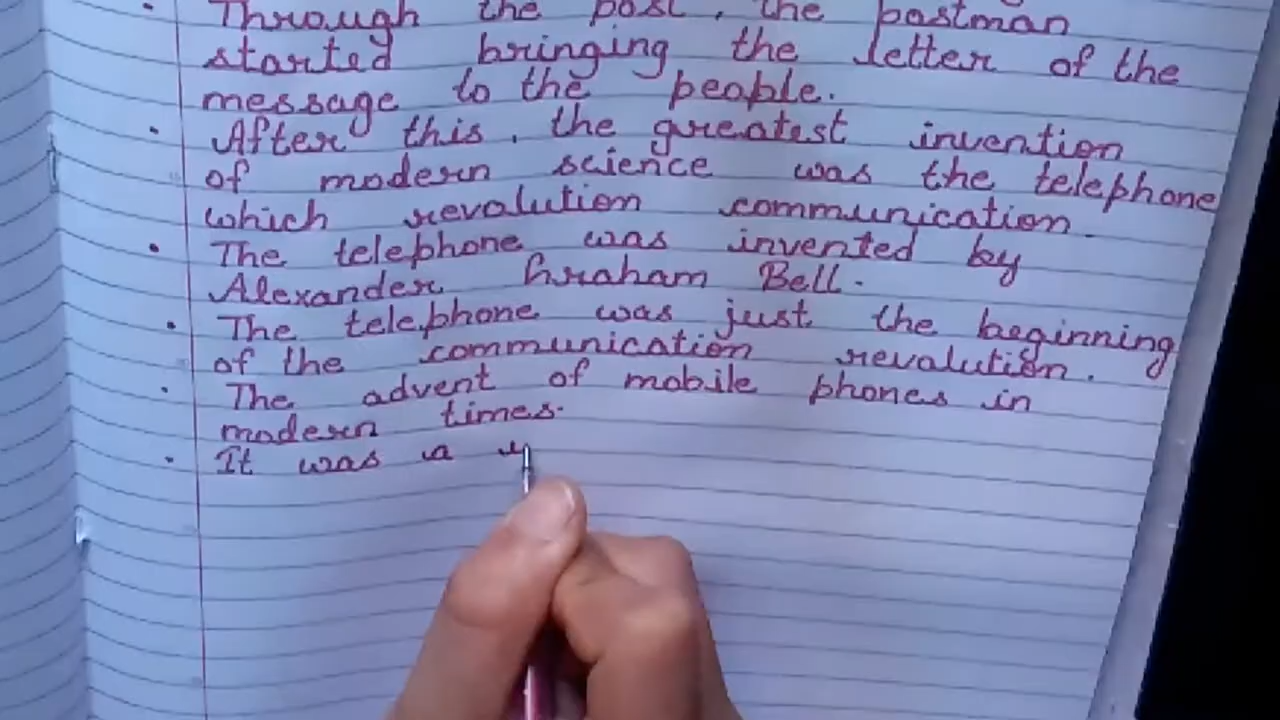 Through the post, the postman
started bringing the letter of the
message to the people.
After this, the greatest invention
of modern science was the telephone
which revolution communication.
The telephone was invented by
Alexander Graham Bell.
The telephone was just the beginning
of the communication revolution.
The advent of mobile phones in
modern times.
It was a